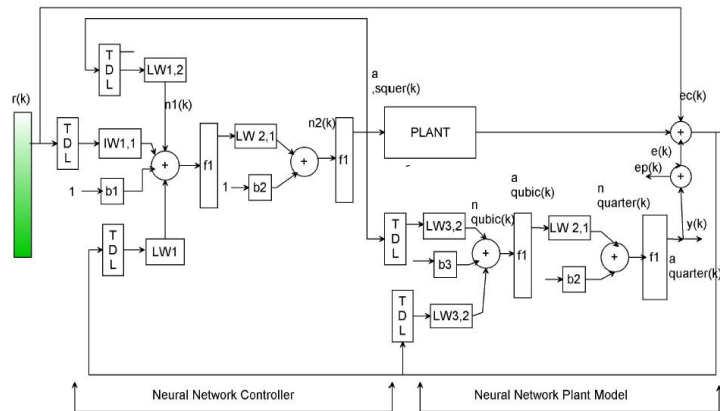 r(k)
T
D
L
LW1,2
n1(k)
T
D
L
IW1,1
+
1
b1
T
D
L
LW1
f1
LW 2,1
1
b2
+
n2(k)
f1
a
,squer(k)
PLANT
ec(k)
+
e(k)
ep(k)
+
y(k)
T
D
L
LW3,2
n
qubic(k)
b3
+
T
D
L
LW3,2
a
qubic(k)
f1
LW 2,1
n
quarter(k)
b2
+
f1
a
quarter(k)
Neural Network Controller
Neural Network Plant Model